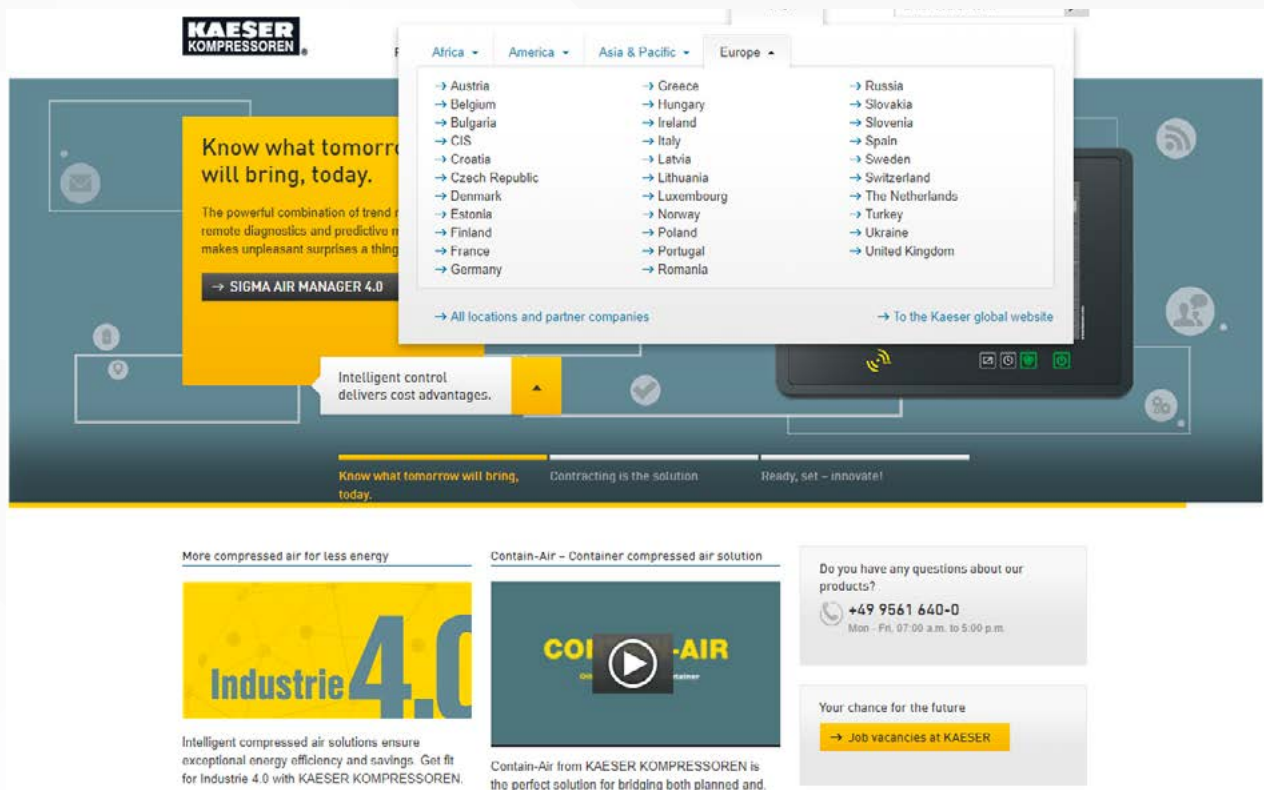 KAESER
KOMPRESSOREN
Africa
America
Asia & Pacific
Europe
→ Austria
→ Belgium
→ Bulgaria
→ CIS
→ Croatia
→ Czech Republic
→ Denmark
→ Estonia
→ Finland
→ France
→ Germany
→ Greece
→ Hungary
→ Ireland
→ Italy
→ Latvia
→ Lithuania
→ Luxembourg
→ Norway
→ Poland
→ Portugal
→ Romania
→ Russia
→ Slovakia
→ Slovenia
→ Spain
→ Sweden
→ Switzerland
→ The Netherlands
→ Turkey
→ Ukraine
→ United Kingdom
→ All locations and partner companies
→ To the Kaeser global website
Know what tomorro
will bring, today.
The powerful combination of trend
remote diagnostics and predictive
makes unpleasant surprises a thing
→ SIGMA AIR MANAGER 4.0
Intelligent control
delivers cost advantages.
Know what tomorrow will bring,
today.
Contracting is the solution
Ready, set – innovate!
More compressed air for less energy
Industrie 4.0
Intelligent compressed air solutions ensure
exceptional energy efficiency and savings. Get fit
for Industrie 4.0 with KAESER KOMPRESSOREN.
Contain-Air – Container compressed air solution
-AIR
Contain-Air from KAESER KOMPRESSOREN is
the perfect solution for bridging both planned and
Do you have any questions about our
products?
+49 9561 640-0
Mon - Fri, 07:00 a.m. to 5:00 p.m.
Your chance for the future
→ Job vacancies at KAESER